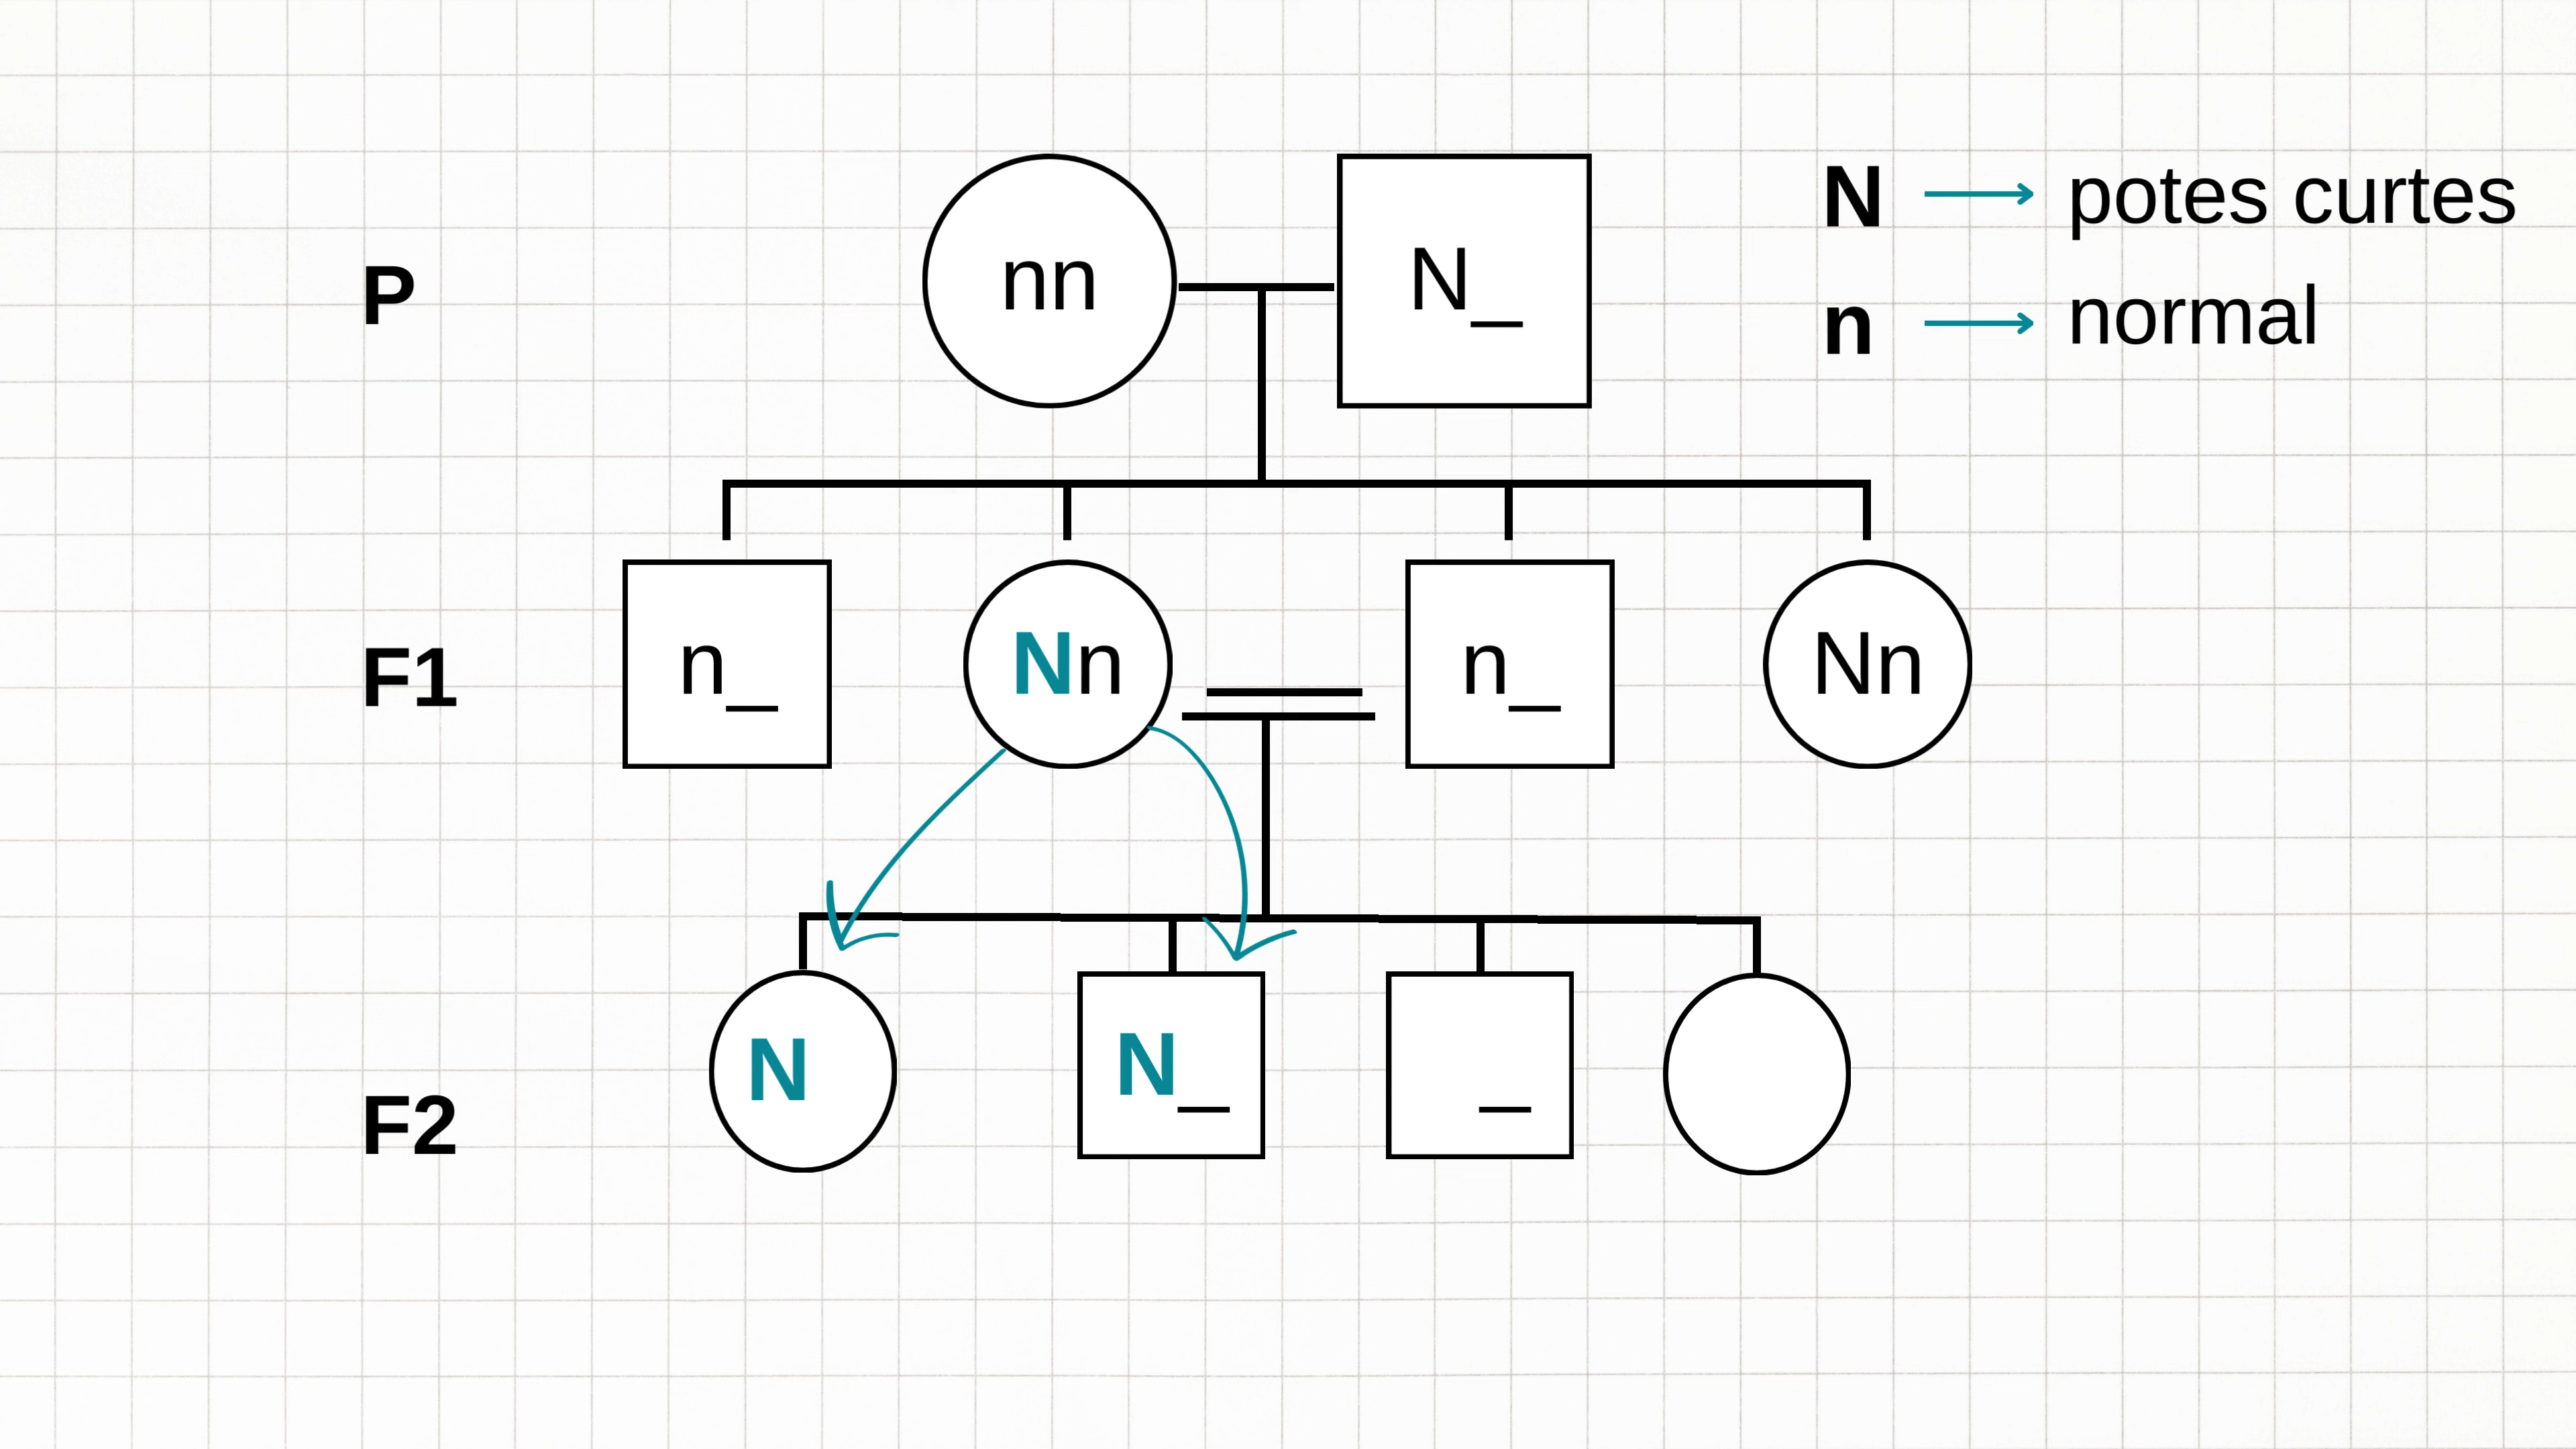 N → potes curtes
n → normal
P nn N_
F1 n_ Nn n_ Nn
F2 N N_ _